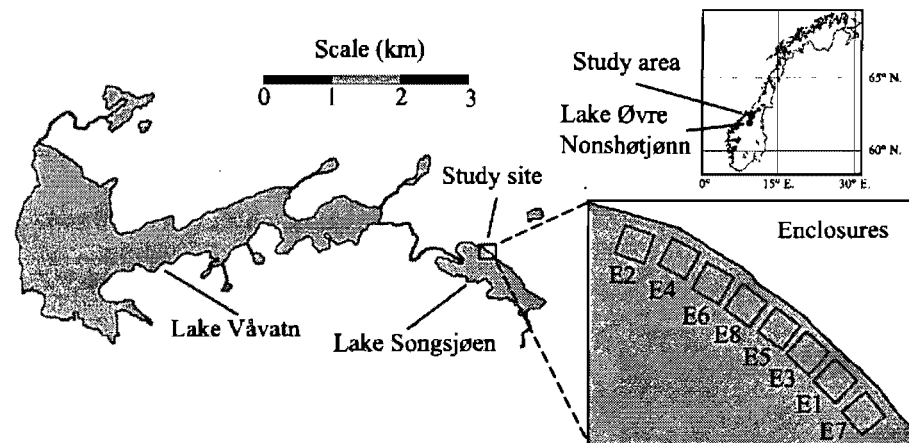 Scale (km)
0 1 2 3
Study area
Lake Øvre
Nonshøtjønn
65° N.
60° N.
0° 15° E. 30° E.
Study site
Lake Våvatn
Lake Songsjøen
Enclosures
E2
E4
E6
E8
E5
E3
E1
E7